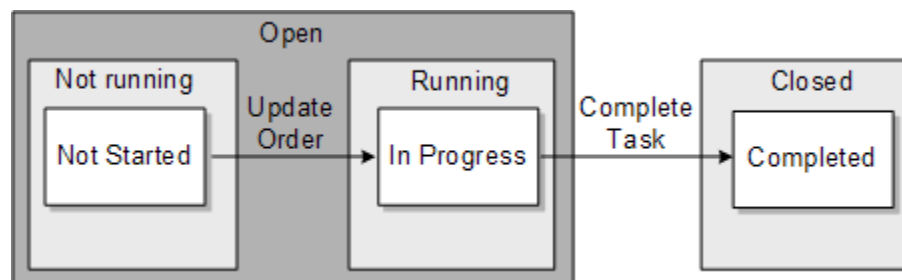 Open
Not running
Running
Closed
Update
Order
Complete
Task
Not Started
In Progress
Completed